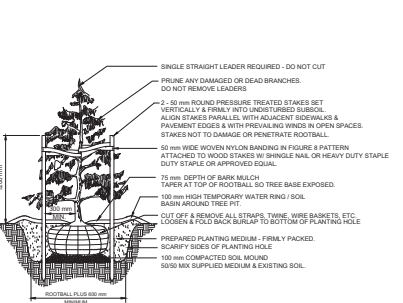 SINGLE STRAIGHT LEADER REQUIRED - DO NOT CUT
PRUNE ANY DAMAGED OR DEAD BRANCHES.
DO NOT REMOVE LEADERS
2 - 50 mm ROUND PRESSURE TREATED STAKES SET
VERTICALLY & FIRMLY INTO UNDISTURBED SUBSOIL.
ALIGN STAKES PARALLEL WITH ADJACENT SIDEWALKS &
PAVEMENT EDGES & WITH PREVAILING WINDS IN OPEN SPACES.
STAKES NOT TO DAMAGE OR PENETRATE ROOTBALL.
50 mm WIDE WOVEN NYLON BANDING IN FIGURE 8 PATTERN
ATTACHED TO WOOD STAKES W/ SHINGLE NAIL OR HEAVY DUTY STAPLE
DUTY STAPLE OR APPROVED EQUAL.
75 mm DEPTH OF BARK MULCH
TAPER AT TOP OF ROOTBALL SO TREE BASE EXPOSED.
100 mm HIGH TEMPORARY WATER RING / SOIL
BASIN AROUND TREE PIT.
CUT OFF & REMOVE ALL STRAPS, TWINE, WIRE BASKETS, ETC.
LOOSEN & FOLD BACK BURLAP TO BOTTOM OF PLANTING HOLE
PREPARED PLANTING MEDIUM - FIRMLY PACKED.
SCARIFY SIDES OF PLANTING HOLE
100 mm COMPACTED SOIL MOUND
50/50 MIX SUPPLIED MEDIUM & EXISTING SOIL.
300 mm
MIN.
ROOTBALL PLUS 600 mm
MINIMUM